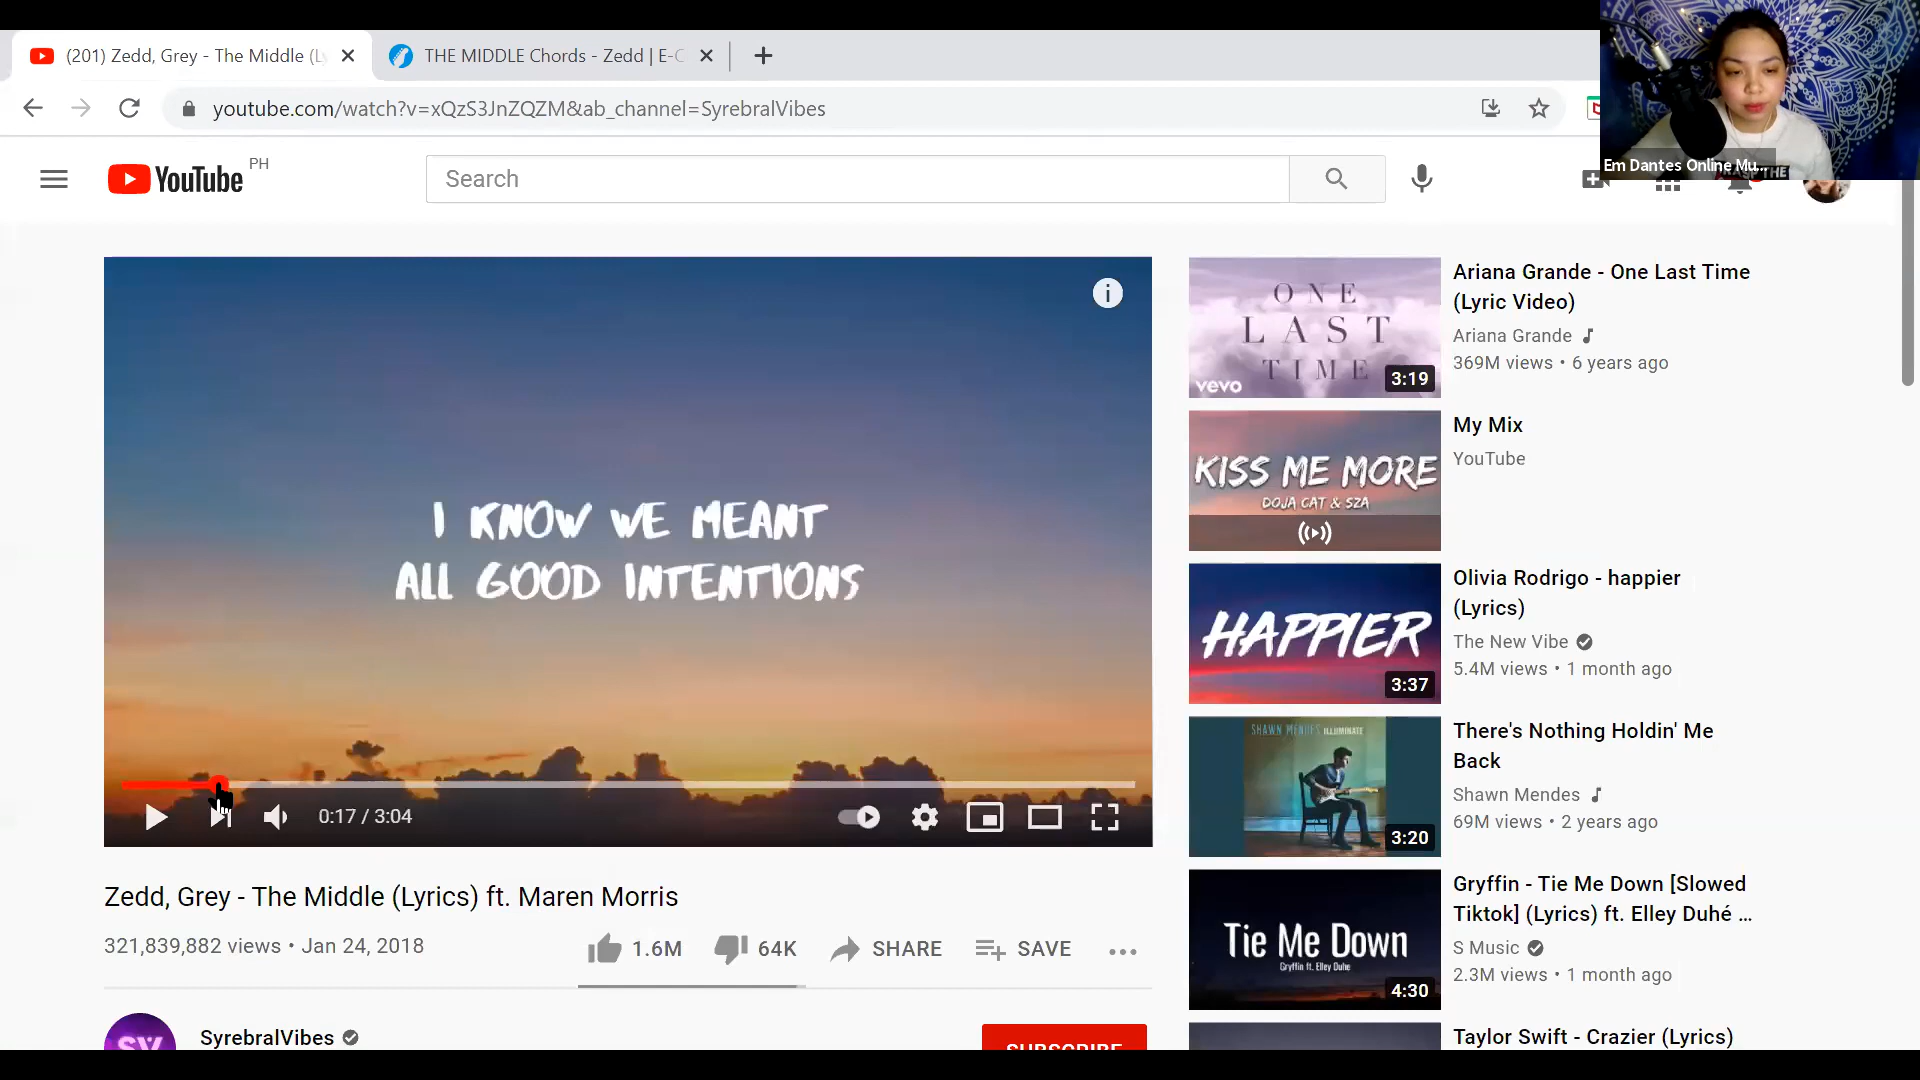 (201) Zedd, Grey - The Middle (L
THE MIDDLE Chords - Zedd | E-C
youtube.com/watch?v=xQzS3JnZQZM&ab_channel=SyrebralVibes
Em Dantes Online Mu...
THE
YouTube PH
Search
i
I KNOW WE MEANT
ALL GOOD INTENTIONS
0:17 / 3:04
Zedd, Grey - The Middle (Lyrics) ft. Maren Morris
321,839,882 views • Jan 24, 2018
1.6M
64K
SHARE
SAVE
SV
SyrebralVibes
SUBSCRIBE
ONE
LAST
TIME
vevo
3:19
Ariana Grande - One Last Time
(Lyric Video)
Ariana Grande
369M views • 6 years ago
KISS ME MORE
DOJA CAT & SZA
My Mix
YouTube
HAPPIER
3:37
Olivia Rodrigo - happier
(Lyrics)
The New Vibe
5.4M views • 1 month ago
SHAWN MENDES ILLUMINATE
3:20
There's Nothing Holdin' Me
Back
Shawn Mendes
69M views • 2 years ago
Tie Me Down
Gryffin ft. Elley Duhe
4:30
Gryffin - Tie Me Down [Slowed
Tiktok] (Lyrics) ft. Elley Duhé ...
S Music
2.3M views • 1 month ago
Taylor Swift - Crazier (Lyrics)